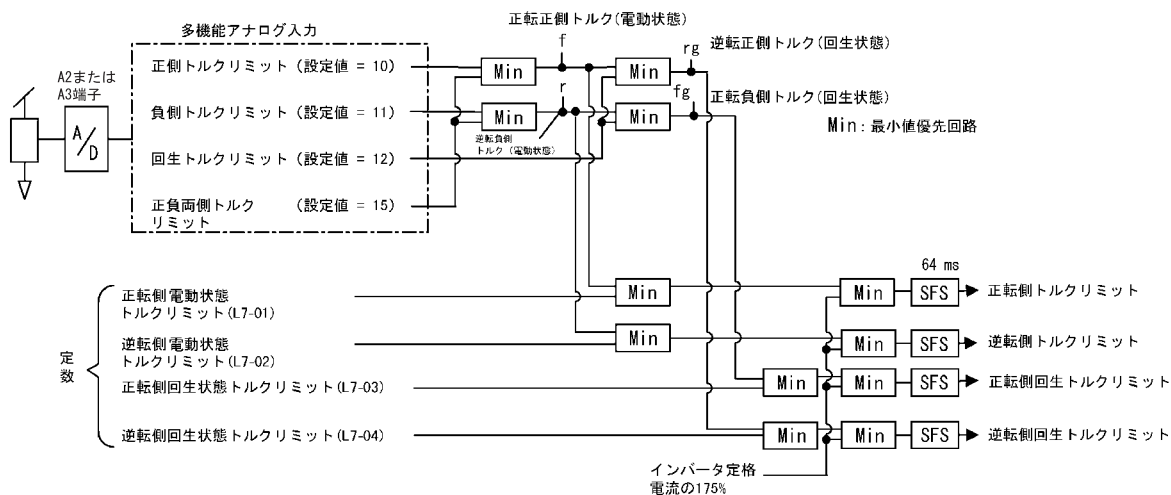 正転正側トルク(電動状態)
多機能アナログ入力
f
rg
逆転正側トルク(回生状態)
A2または
A3端子
A/D
正側トルクリミット (設定値 = 10)
Min
Min
負側トルクリミット (設定値 = 11)
Min
r
Min
fg
正転負側トルク(回生状態)
Min : 最小値優先回路
逆転負側
トルク (電動状態)
回生トルクリミット (設定値 = 12)
正負両側トルク
リミット
(設定値 = 15)
64 ms
定数
正転側電動状態
トルクリミット(L7-01)
Min
Min
SFS
正転側トルクリミット
逆転側電動状態
トルクリミット(L7-02)
Min
Min
SFS
逆転側トルクリミット
正転側回生状態トルクリミット(L7-03)
Min
Min
SFS
正転側回生トルクリミット
逆転側回生状態トルクリミット(L7-04)
Min
Min
SFS
逆転側回生トルクリミット
インバータ定格
電流の175%